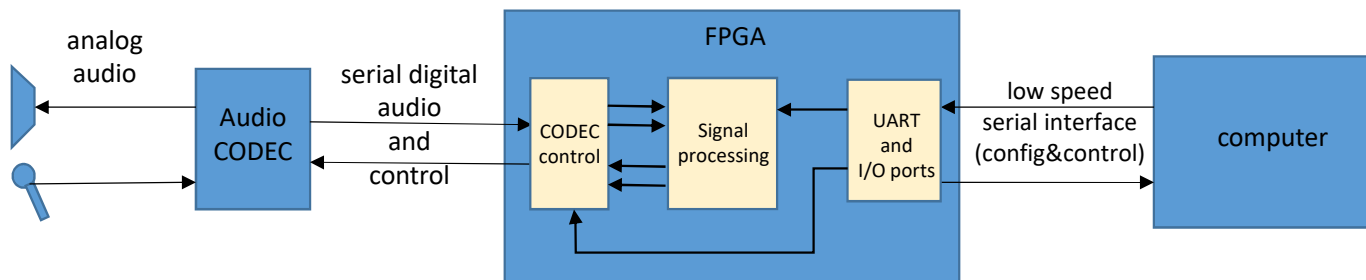 analog
audio
Audio
CODEC
serial digital
audio
and
control
FPGA
CODEC
control
Signal
processing
UART
and
I/O ports
low speed
serial interface
(config&control)
computer